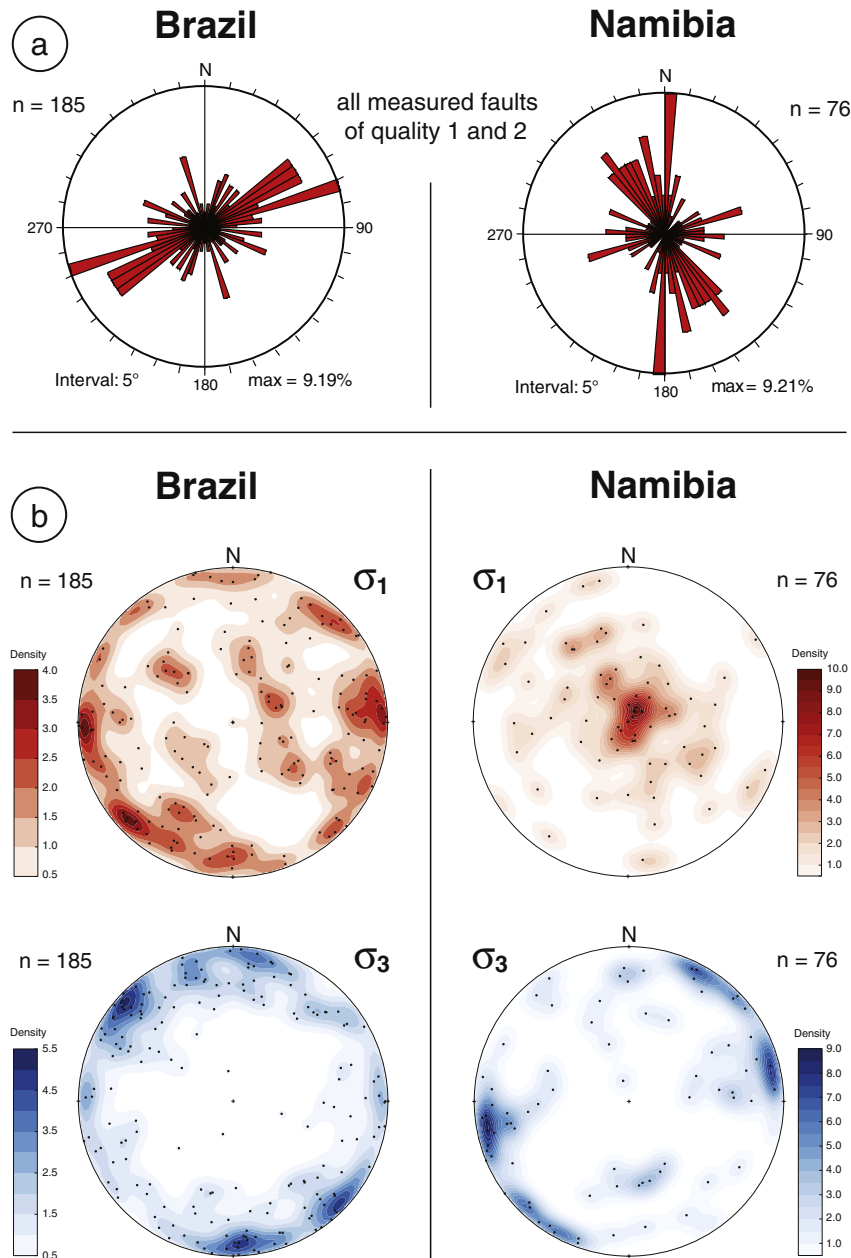 a
Brazil
Namibia
n = 185
N
all measured faults
of quality 1 and 2
N
n = 76
270
90
270
90
Interval: 5°
180
max = 9.19%
Interval: 5°
180
max = 9.21%
b
Brazil
Namibia
n = 185
N
σ1
σ1
N
n = 76
Density
4.0
3.5
3.0
2.5
2.0
1.5
1.0
0.5
Density
10.0
9.0
8.0
7.0
6.0
5.0
4.0
3.0
2.0
1.0
n = 185
N
σ3
σ3
N
n = 76
Density
5.5
4.5
3.5
2.5
1.5
0.5
Density
9.0
8.0
7.0
6.0
5.0
4.0
3.0
2.0
1.0